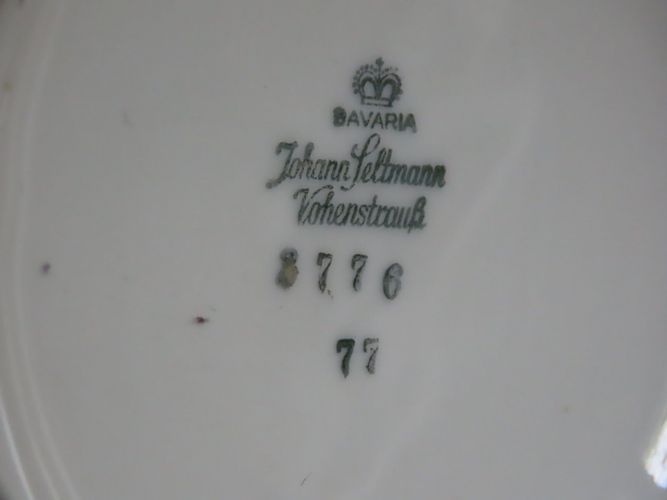 BAVARIA
Johann Seltmann
Vohenstrauß
8776
77